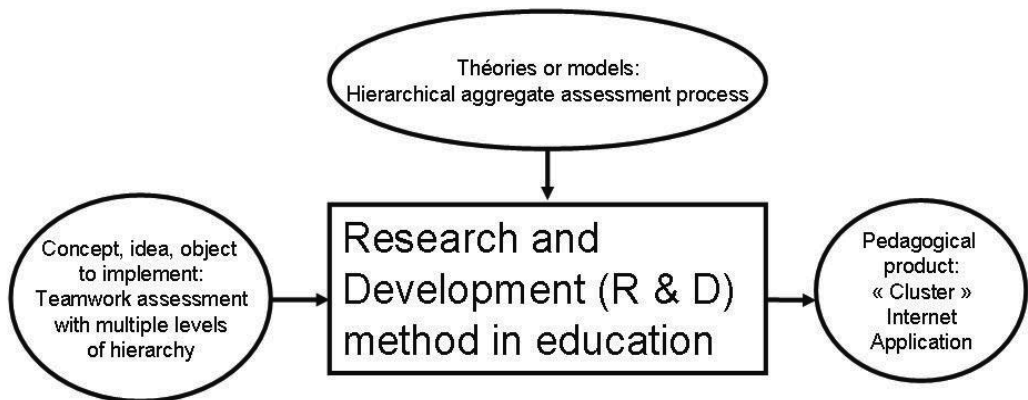 Théories or models:
Hierarchical aggregate assessment process
Concept, idea, object
to implement:
Teamwork assessment
with multiple levels
of hierarchy
Research and
Development (R & D)
method in education
Pedagogical
product:
« Cluster »
Internet
Application